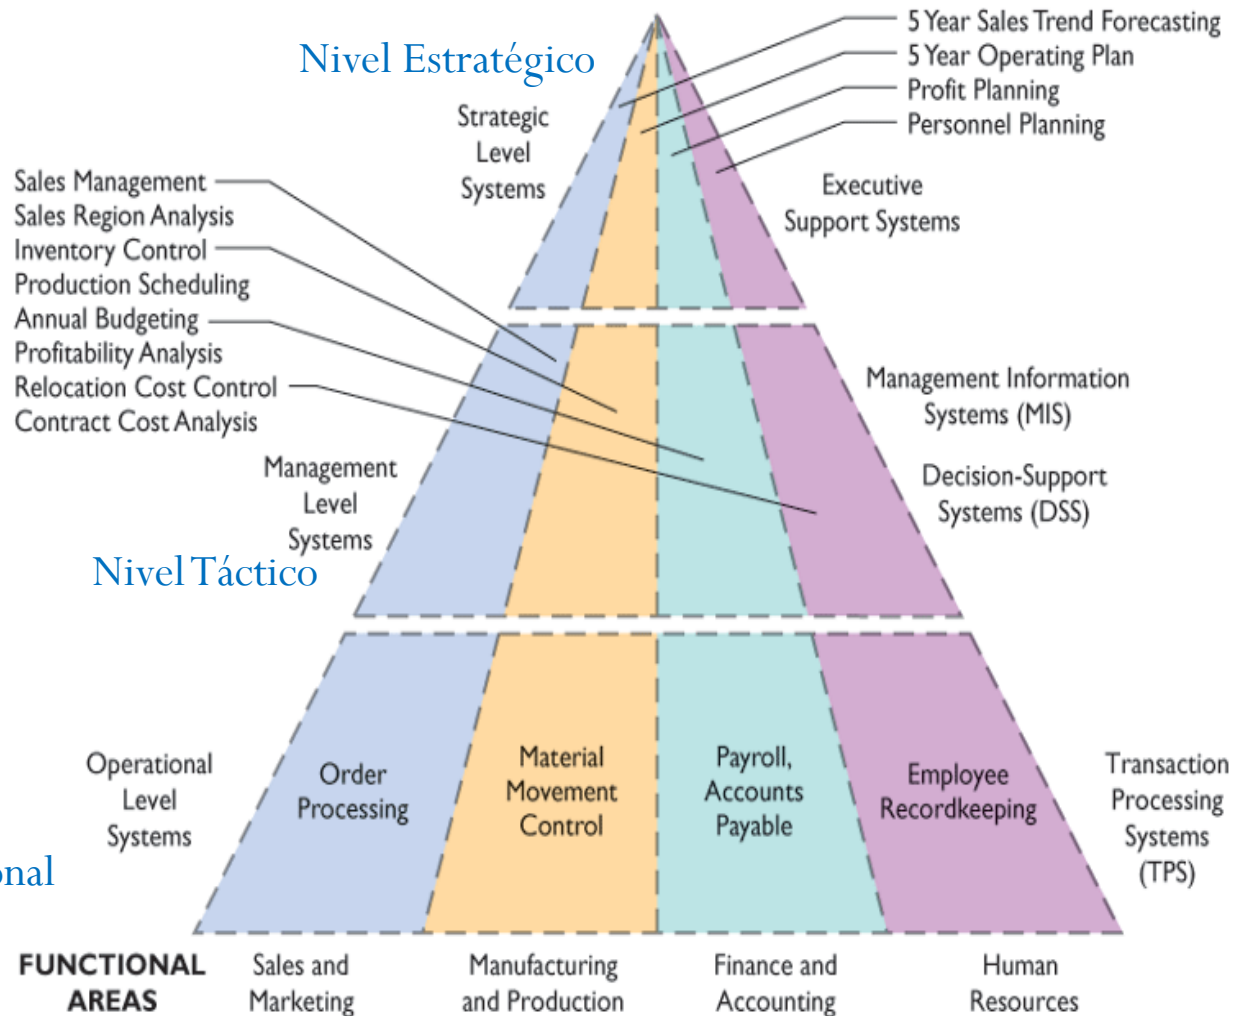 Nivel Estratégico
5 Year Sales Trend Forecasting
5 Year Operating Plan
Profit Planning
Personnel Planning
Strategic
Level
Systems
Executive
Support Systems
Sales Management
Sales Region Analysis
Inventory Control
Production Scheduling
Annual Budgeting
Profitability Analysis
Relocation Cost Control
Contract Cost Analysis
Management
Level
Systems
Nivel Táctico
Management Information
Systems (MIS)
Decision-Support
Systems (DSS)
Operational
Level
Systems
onal
Order
Processing
Material
Movement
Control
Payroll,
Accounts
Payable
Employee
Recordkeeping
Transaction
Processing
Systems
(TPS)
FUNCTIONAL
AREAS
Sales and
Marketing
Manufacturing
and Production
Finance and
Accounting
Human
Resources